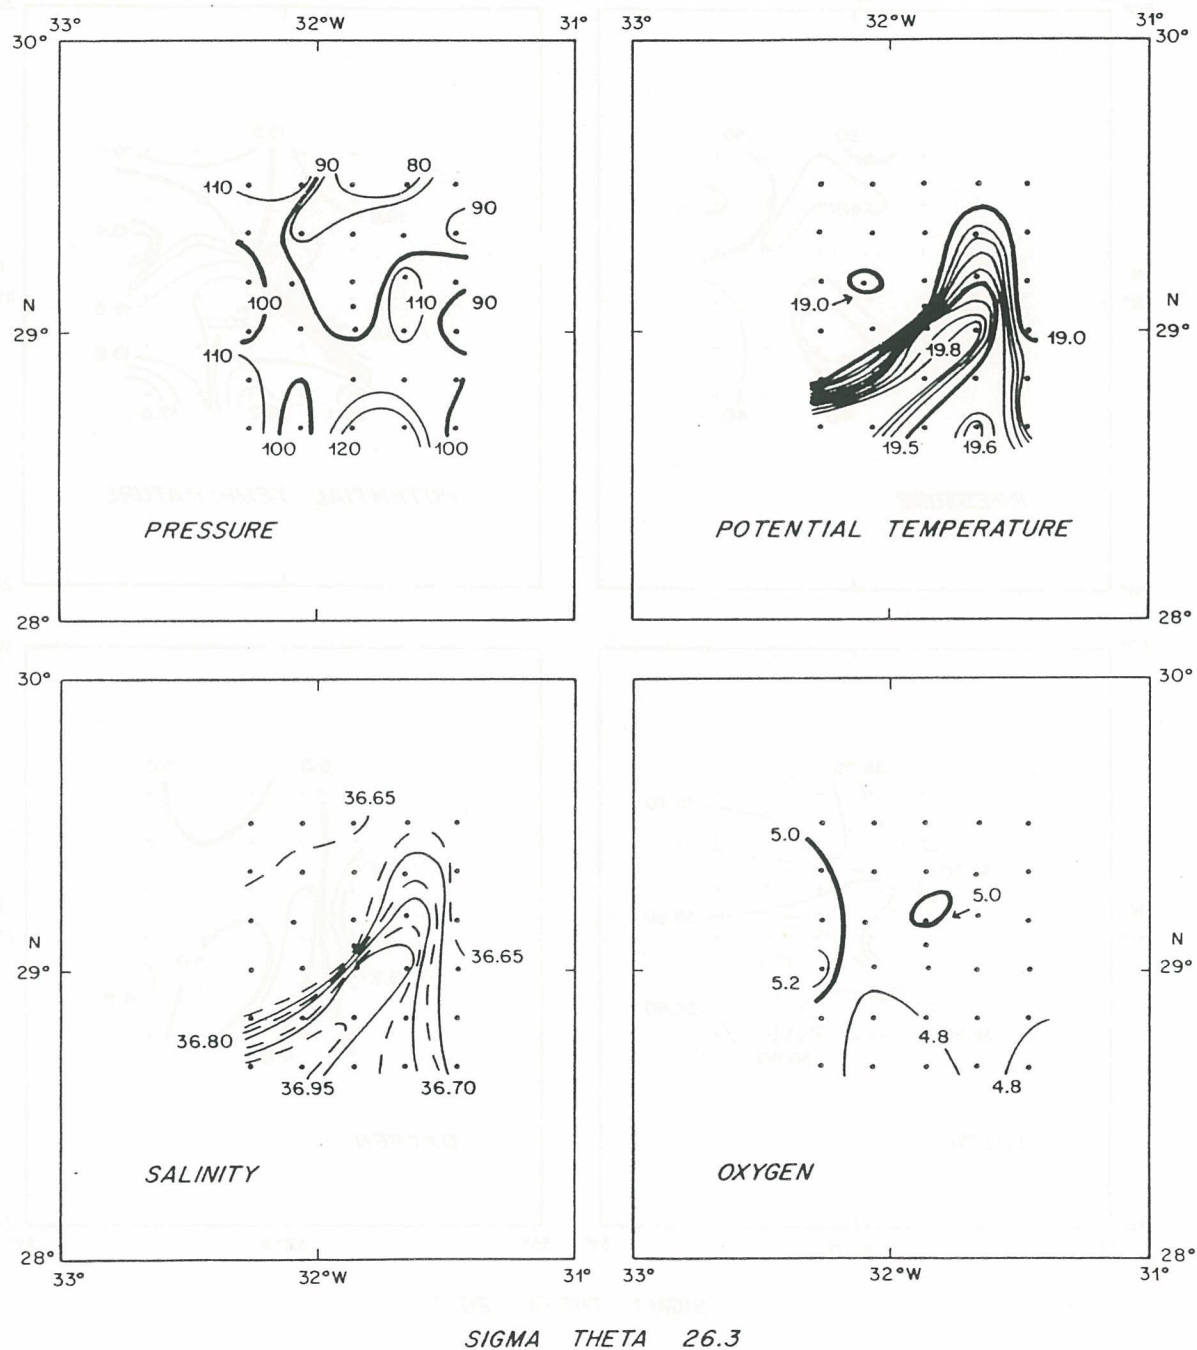 33° 32°W 31° 33° 32°W 31°
30° 30°
90 80
110
90
100 110 90
19.0
N N
29° 29°
19.0
110
19.8
100 120 100
19.5 19.6
PRESSURE POTENTIAL TEMPERATURE
28° 28°
30° 30°
36.65
5.0
5.0
N N
36.65
29° 29°
5.2
36.80
4.8
36.95 36.70
4.8
SALINITY OXYGEN
28° 28°
33° 32°W 31° 33° 32°W 31°
SIGMA THETA 26.3